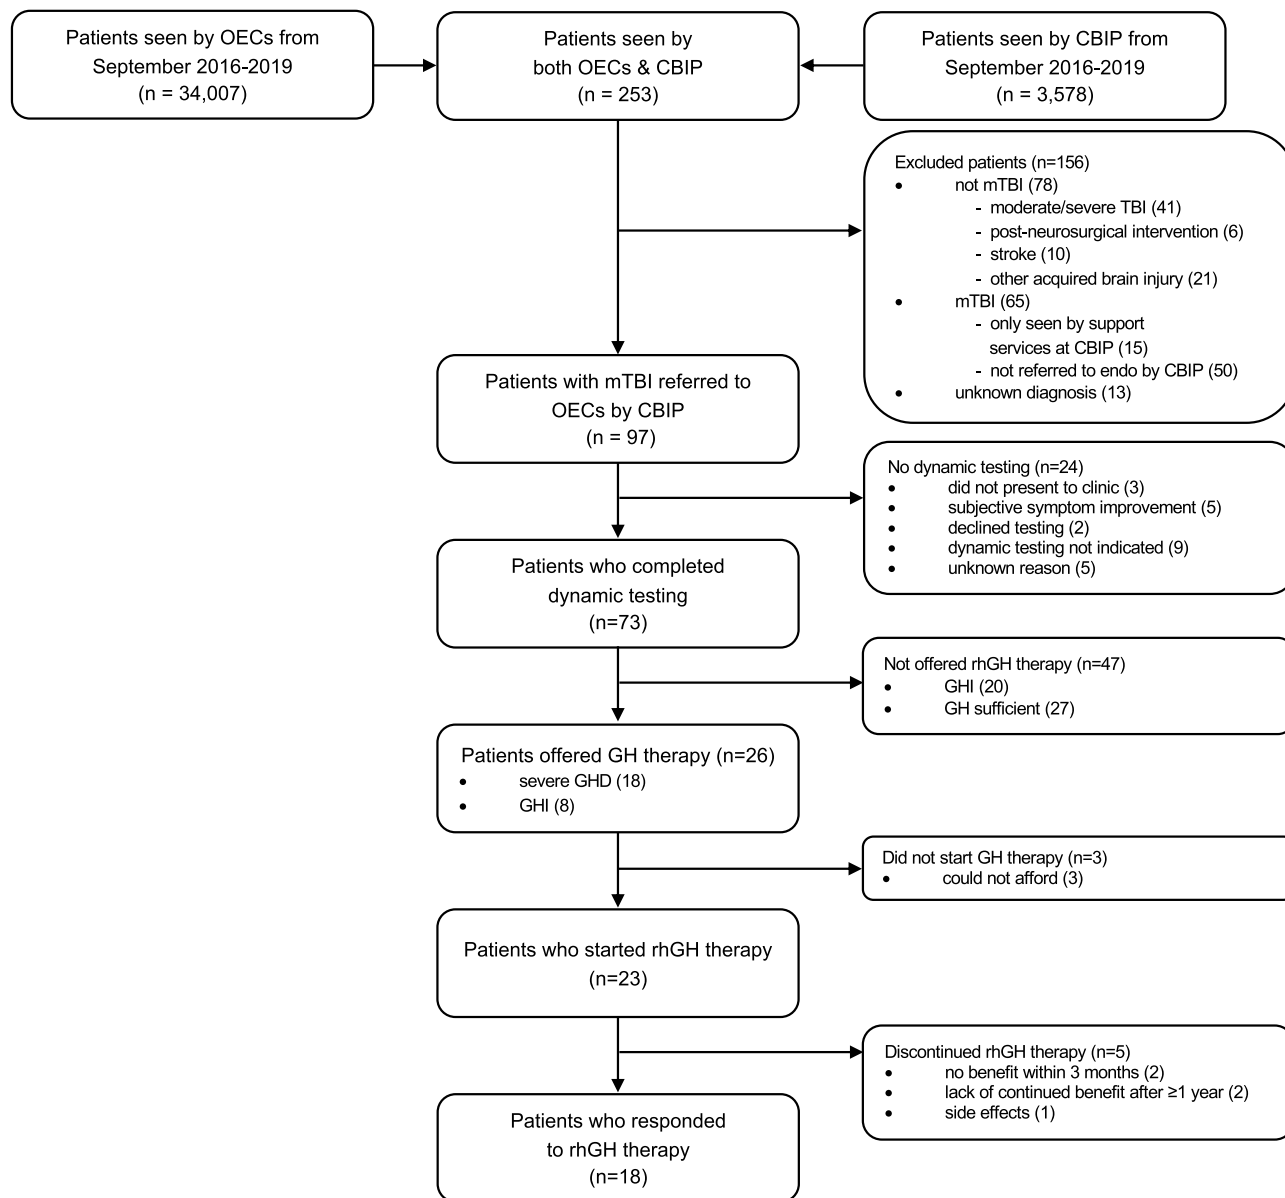 Patients seen by OECs from
September 2016-2019
(n = 34,007)
Patients seen by
both OECs & CBIP
(n = 253)
Patients seen by CBIP from
September 2016-2019
(n = 3,578)
Excluded patients (n=156)
• not mTBI (78)
- moderate/severe TBI (41)
- post-neurosurgical intervention (6)
- stroke (10)
- other acquired brain injury (21)
• mTBI (65)
- only seen by support
services at CBIP (15)
- not referred to endo by CBIP (50)
• unknown diagnosis (13)
Patients with mTBI referred to
OECs by CBIP
(n = 97)
No dynamic testing (n=24)
• did not present to clinic (3)
• subjective symptom improvement (5)
• declined testing (2)
• dynamic testing not indicated (9)
• unknown reason (5)
Patients who completed
dynamic testing
(n=73)
Not offered rhGH therapy (n=47)
• GHI (20)
• GH sufficient (27)
Patients offered GH therapy (n=26)
• severe GHD (18)
• GHI (8)
Did not start GH therapy (n=3)
• could not afford (3)
Patients who started rhGH therapy
(n=23)
Discontinued rhGH therapy (n=5)
• no benefit within 3 months (2)
• lack of continued benefit after ≥1 year (2)
• side effects (1)
Patients who responded
to rhGH therapy
(n=18)